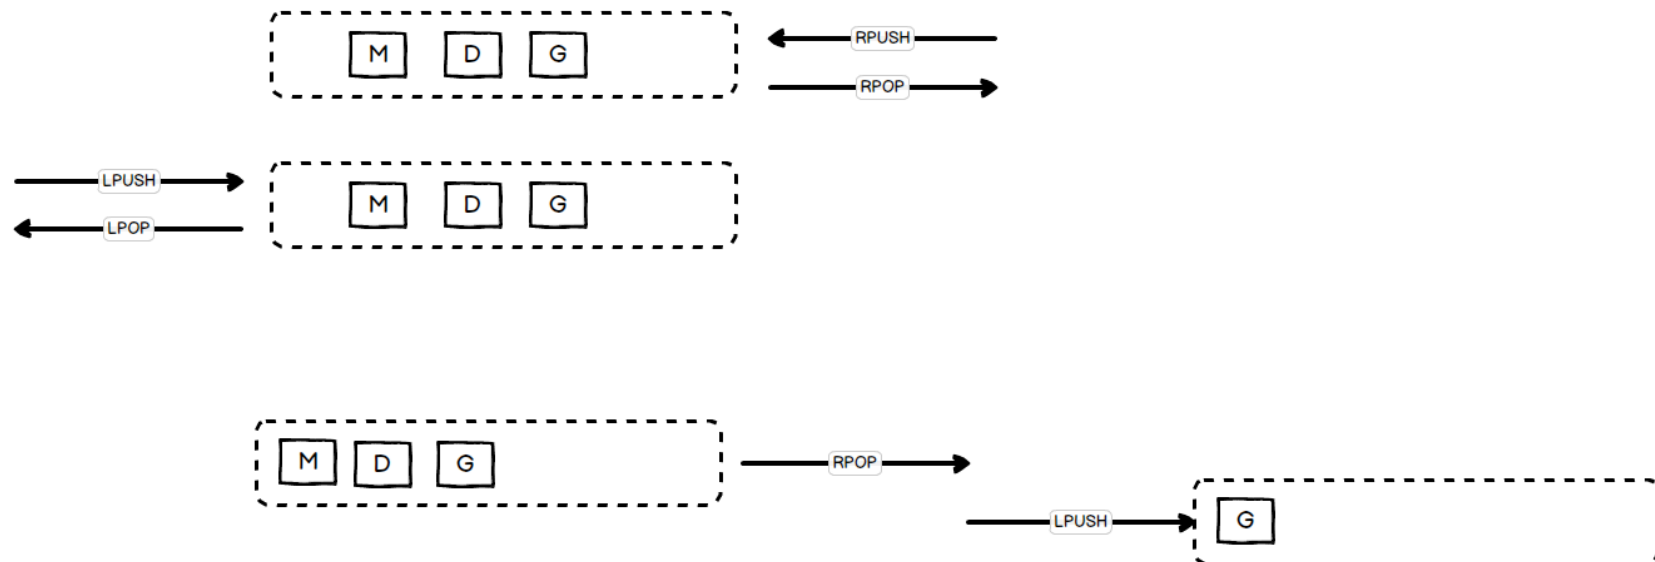 M D G
RPUSH
RPOP
LPUSH
LPOP
M D G
M D G
RPOP
LPUSH
G